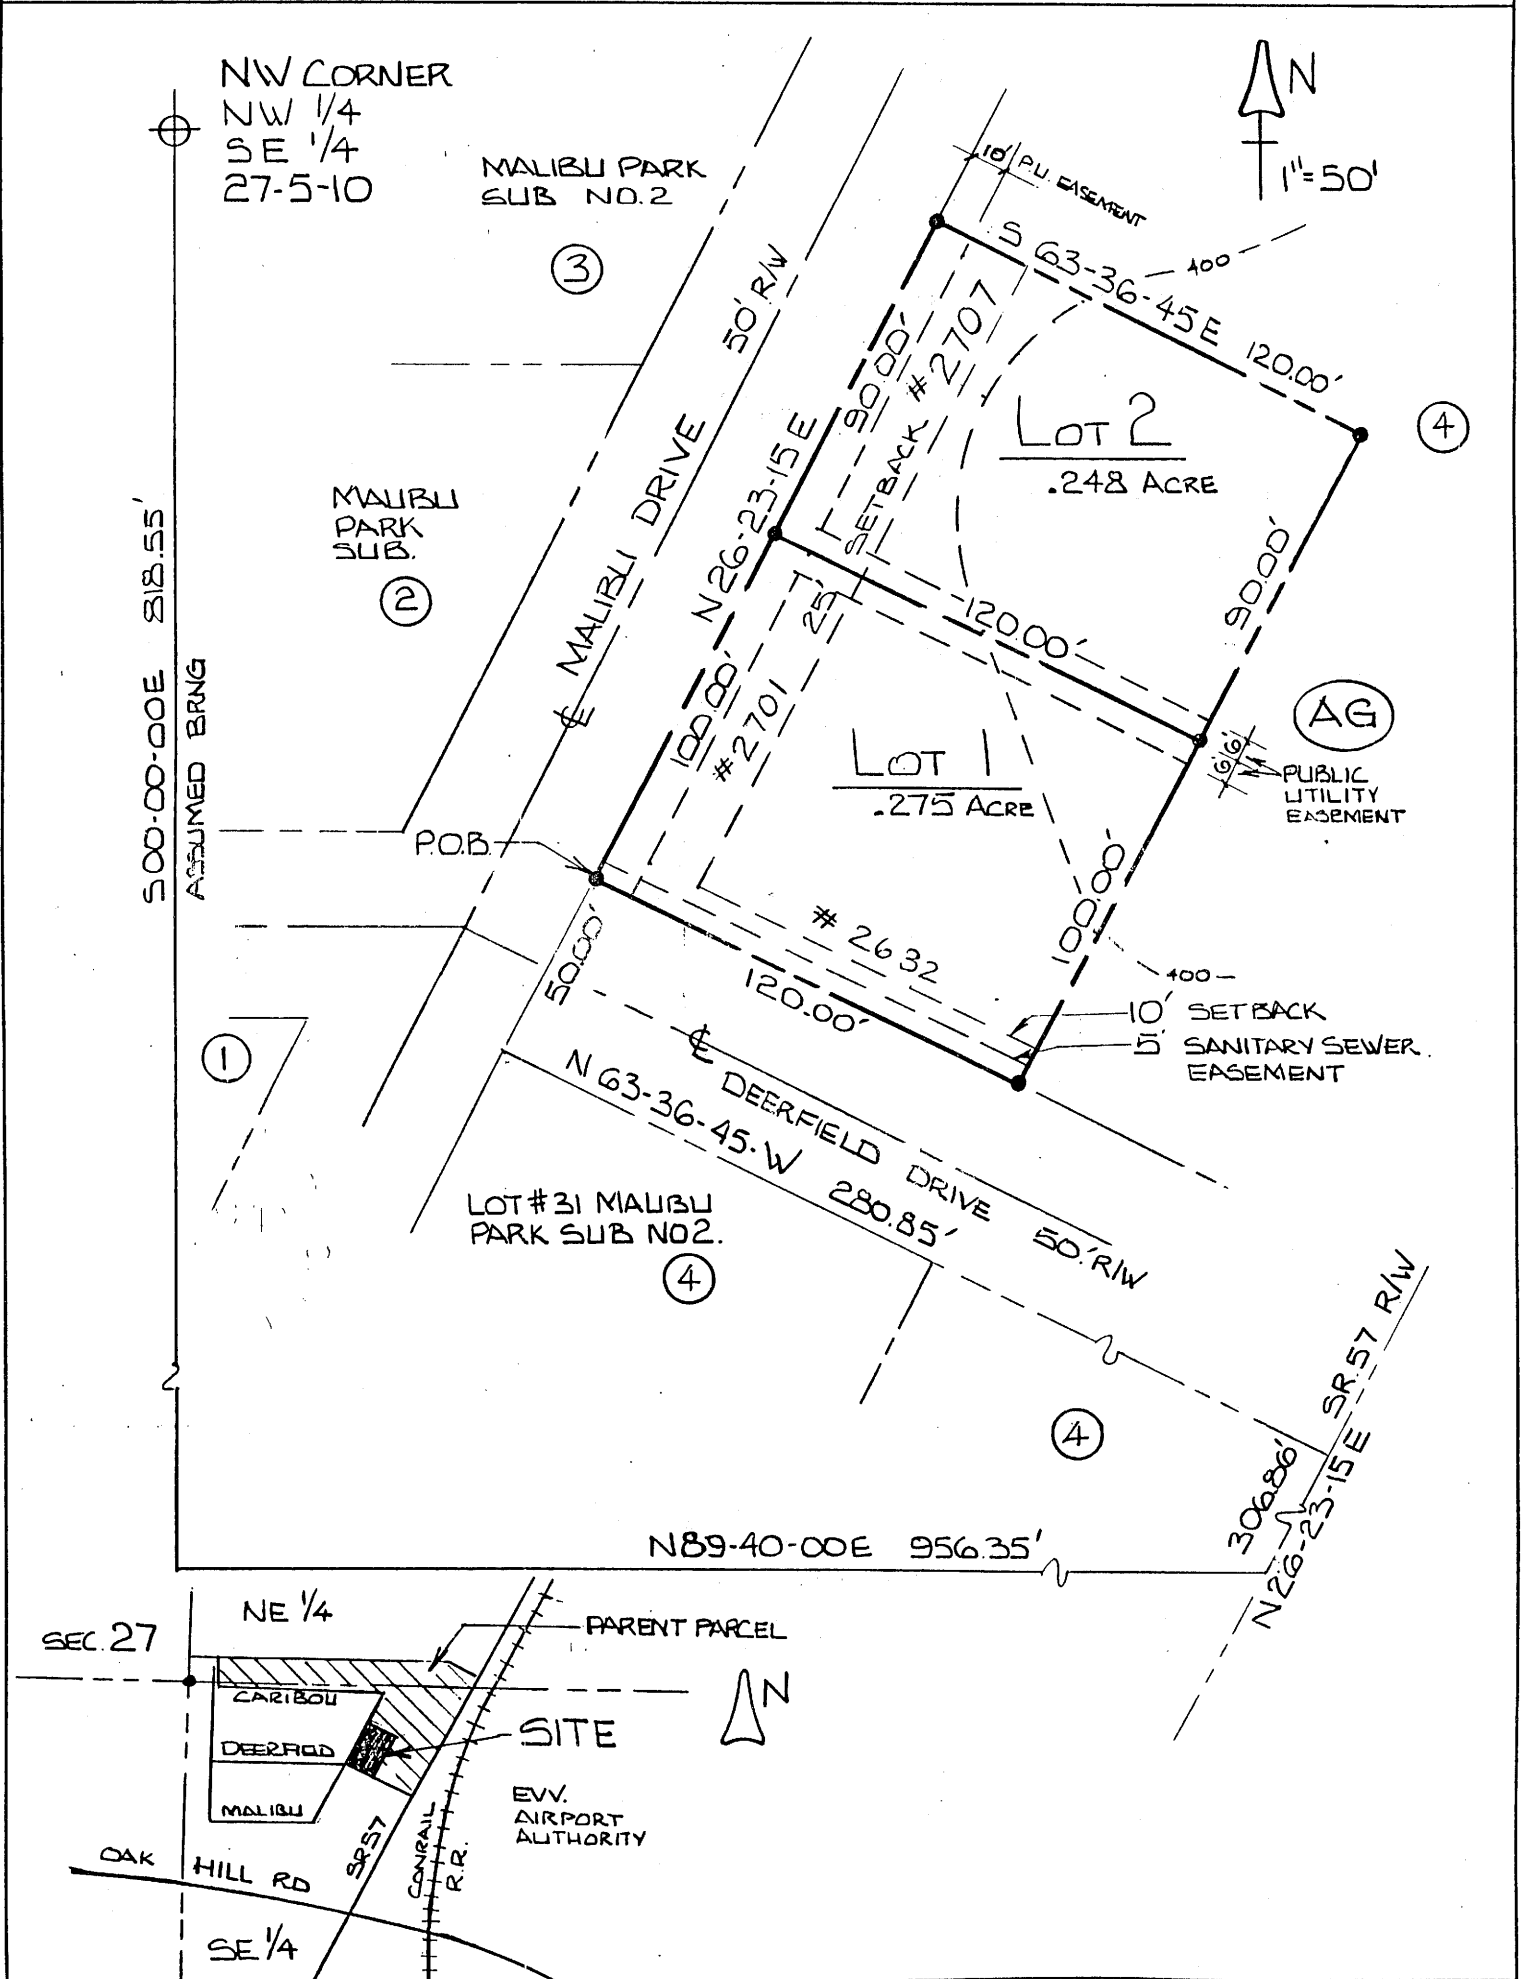 NW CORNER
NW 1/4
SE 1/4
27-5-10
MALIBU PARK
SUB NO.2
3
N
1"=50'
10' P.U. EASEMENT
S 63-36-45 E 120.00'
400
50' R/W
MALIBU DRIVE
90.00'
SETBACK
#2707
LOT 2
.248 ACRE
4
MALIBU
PARK
SUB.
2
N 26-23-15 E
25'
120.00'
90.00'
S00-00-00E 818.55'
ASSUMED BRNG
100.00'
#2701
LOT 1
.275 ACRE
AG
6' 6'
PUBLIC
UTILITY
EASEMENT
P.O.B.
# 2632
100.00'
120.00'
50.00'
400
10' SETBACK
5' SANITARY SEWER
EASEMENT
1
℄
℄
DEERFIELD DRIVE 50.' R/W
N 63-36-45-W 280.85'
LOT #31 MALIBU
PARK SUB NO2.
4
4
SR.57 R/W
306.86'
N26-23-15E
N89-40-00E 956.35'
NE 1/4
SEC. 27
PARENT PARCEL
N
CARIBOU
DEERFIELD
MALIBU
SITE
EVV.
AIRPORT
AUTHORITY
SR57
CONRAIL
R.R.
OAK HILL RD
SE 1/4